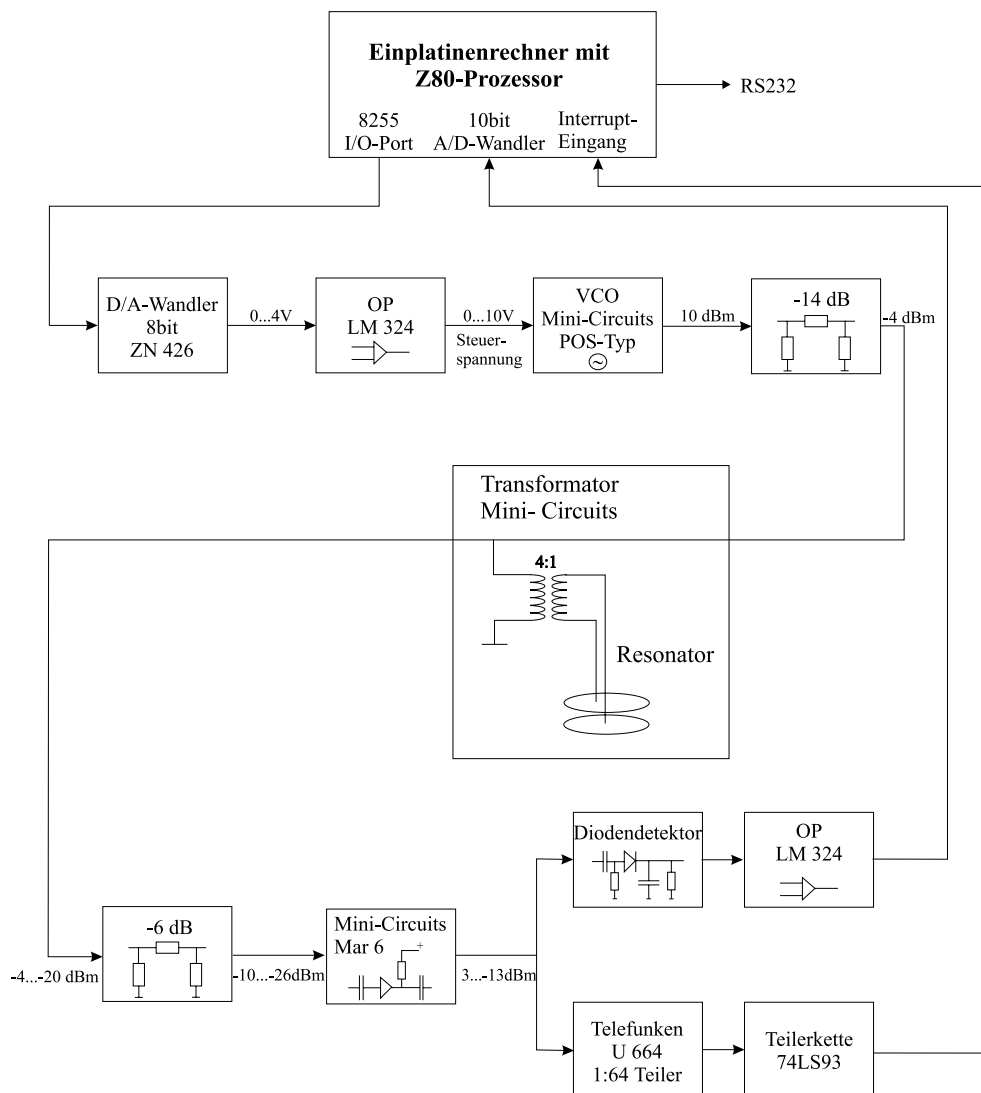 Einplatinenrechner mit
Z80-Prozessor
RS232
8255
I/O-Port
10bit
A/D-Wandler
Interrupt-
Eingang
D/A-Wandler
8bit
ZN 426
0...4V
OP
LM 324
0...10V
Steuer-
spannung
VCO
Mini-Circuits
POS-Typ
~
10 dBm
-14 dB
-4 dBm
Transformator
Mini- Circuits
4:1
Resonator
Diodendetektor
OP
LM 324
-4...-20 dBm
-6 dB
-10...-26dBm
Mini-Circuits
Mar 6
+
3...-13dBm
Telefunken
U 664
1:64 Teiler
Teilerkette
74LS93